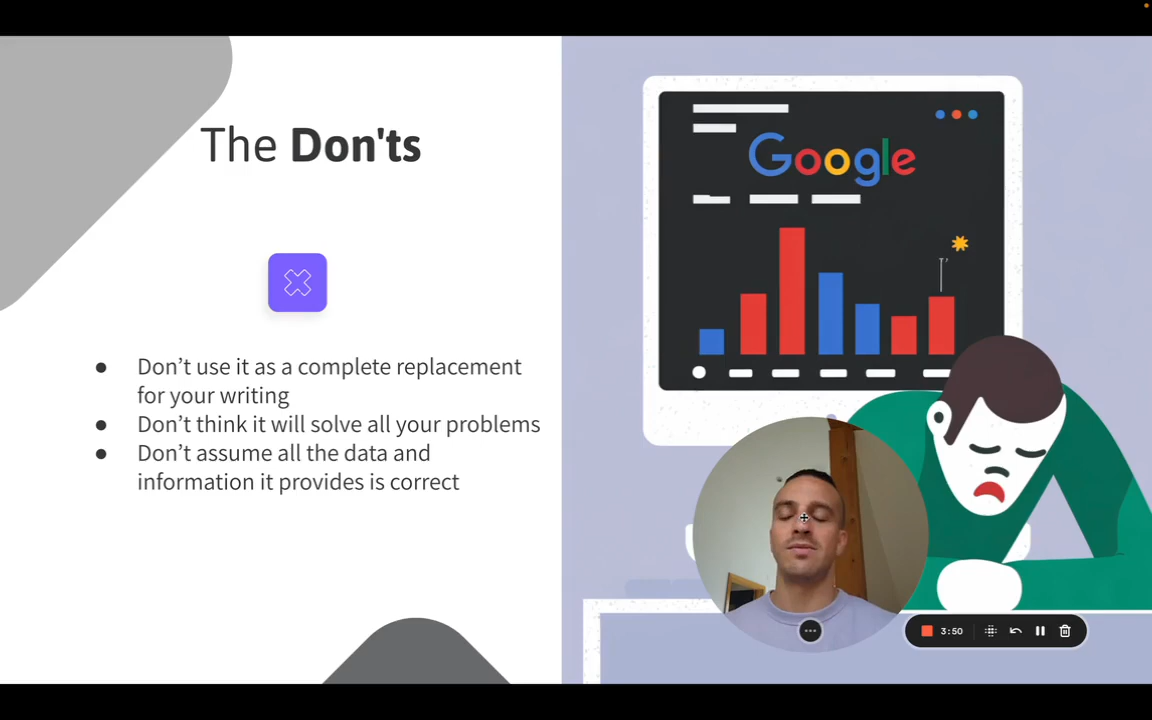 The Don'ts
Don’t use it as a complete replacement
for your writing
Don’t think it will solve all your problems
Don’t assume all the data and
information it provides is correct
Google
3:50